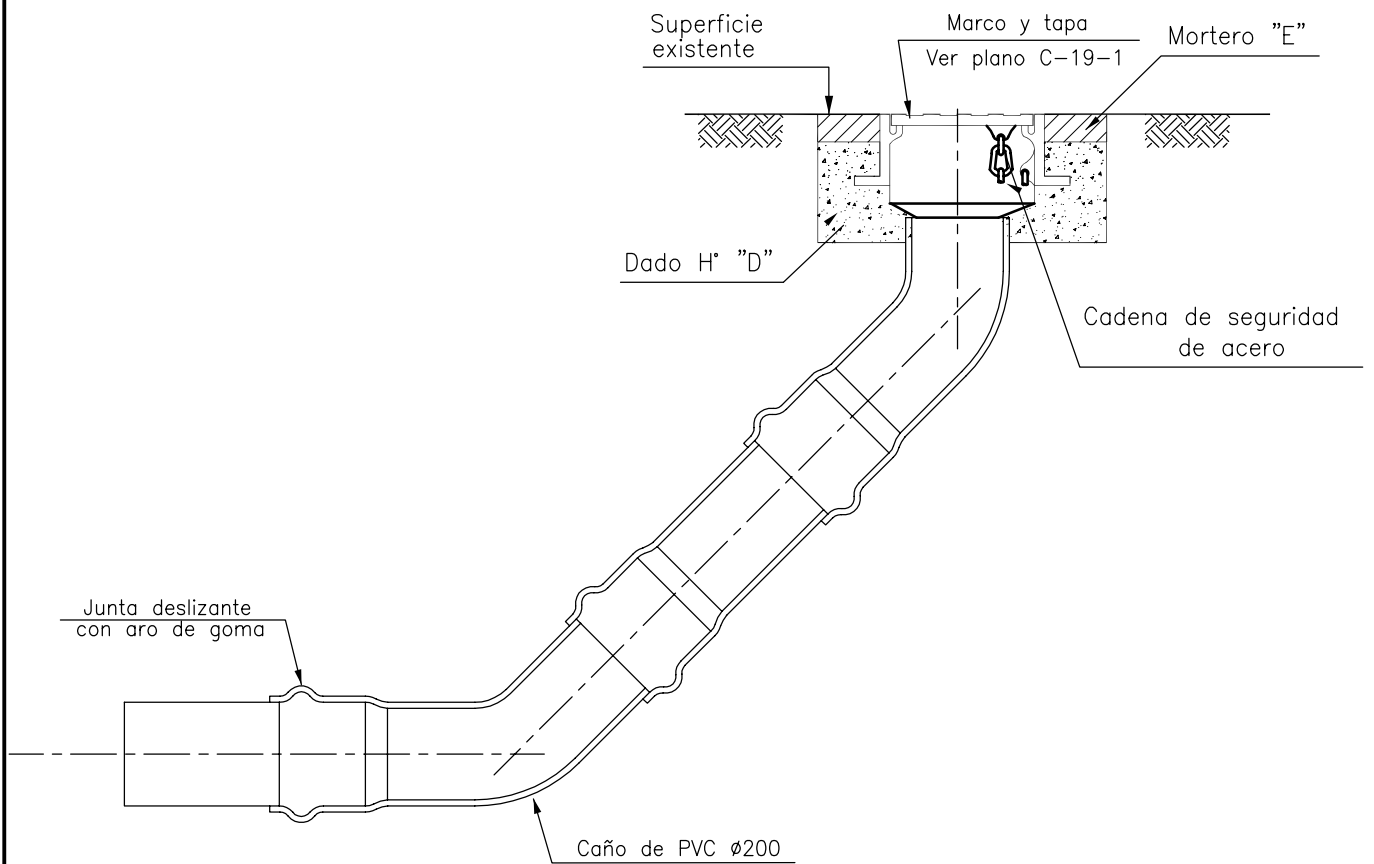 Superficie
existente
Marco y tapa
Ver plano C-19-1
Mortero "E"
Dado H° "D"
Cadena de seguridad
de acero
Junta deslizante
con aro de goma
Caño de PVC ø200